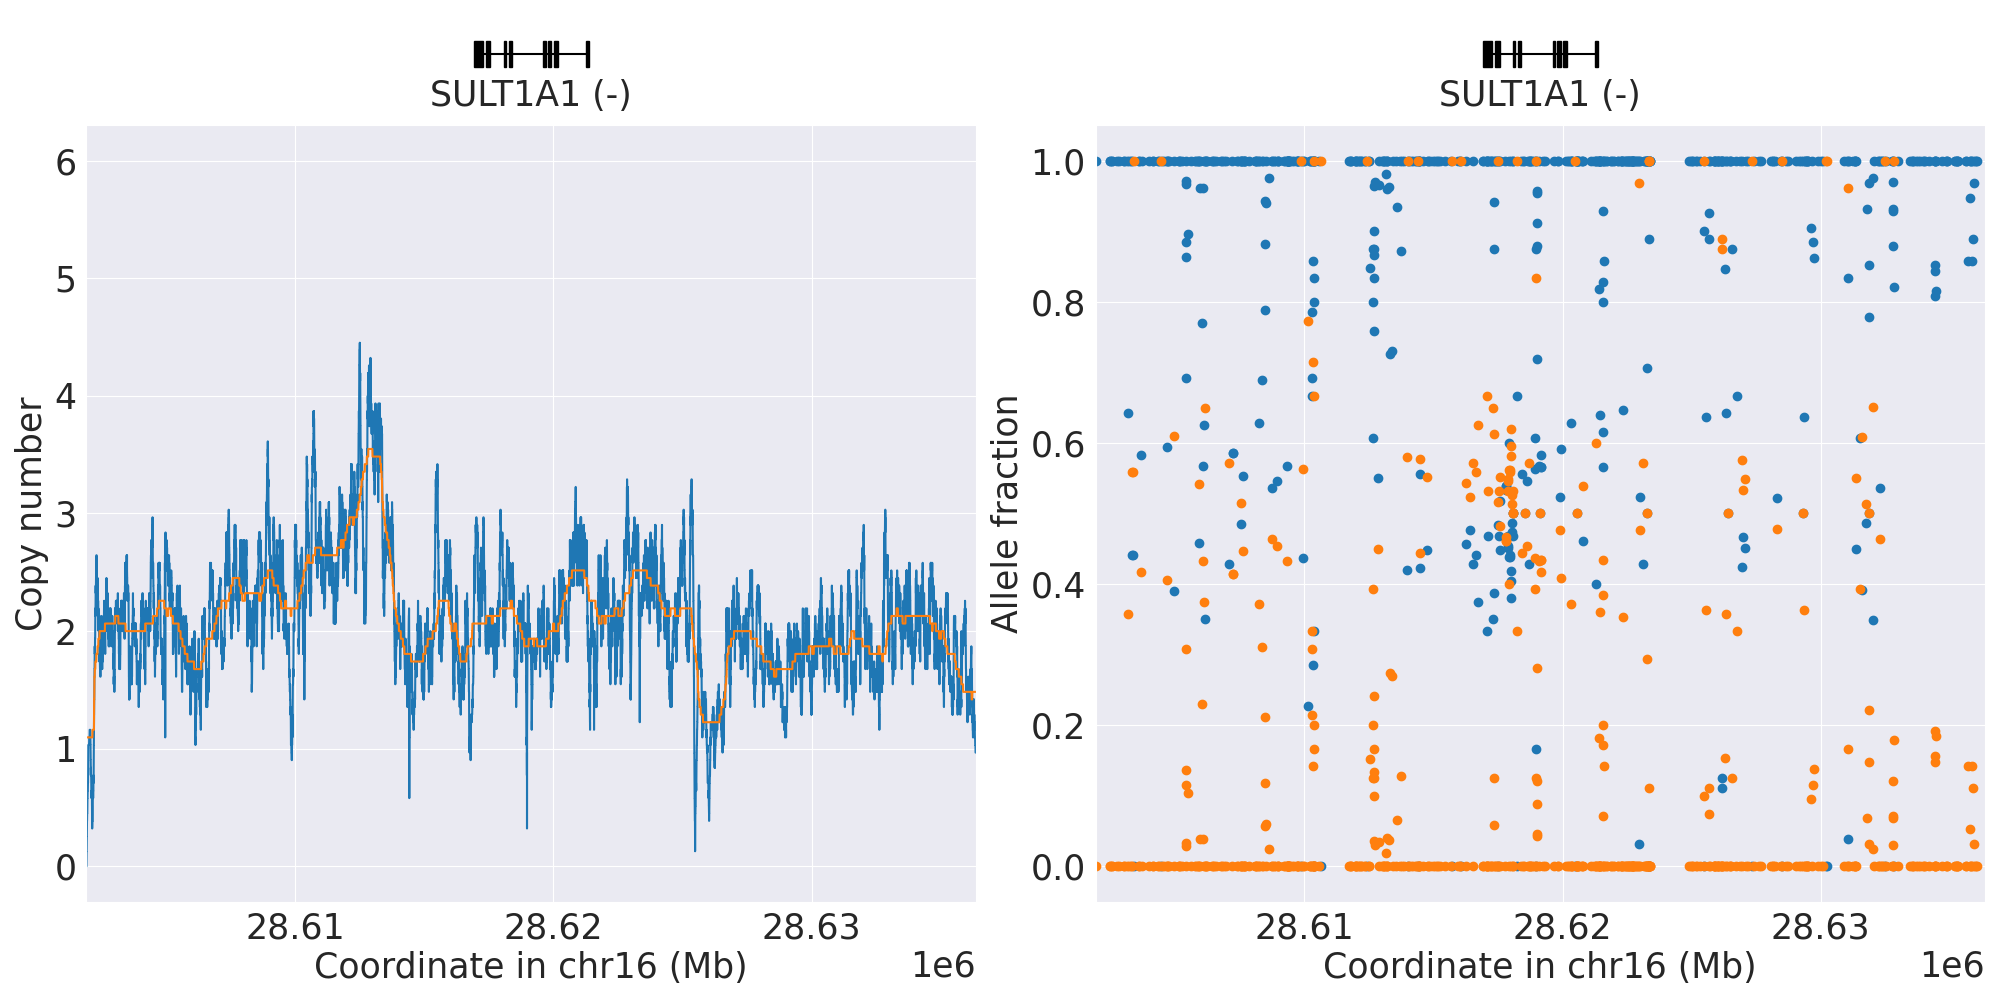 SULT1A1 (-)
Copy number
6
5
4
3
2
1
0
28.61
28.62
28.63
Coordinate in chr16 (Mb)
1e6
SULT1A1 (-)
Allele fraction
1.0
0.8
0.6
0.4
0.2
0.0
28.61
28.62
28.63
Coordinate in chr16 (Mb)
1e6